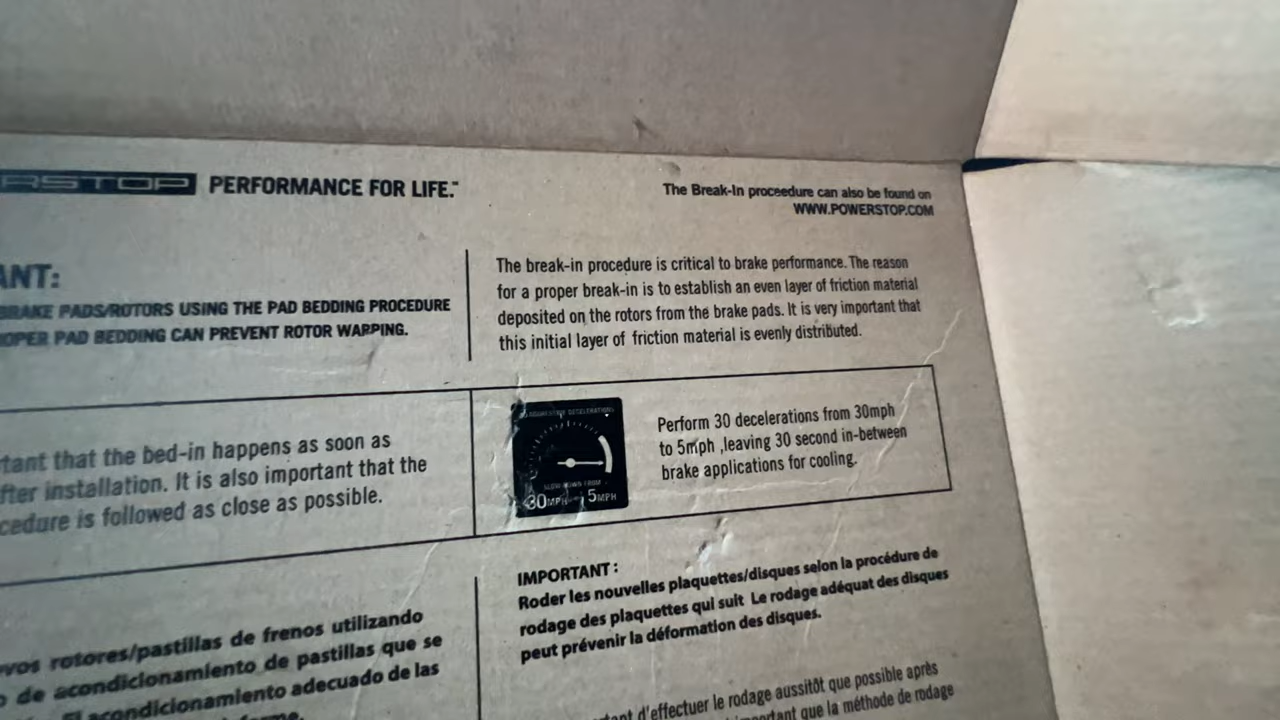 RSTOP PERFORMANCE FOR LIFE.™
The Break-In proceedure can also be found on
WWW.POWERSTOP.COM
ANT:
BRAKE PADS/ROTORS USING THE PAD BEDDING PROCEDURE
OPER PAD BEDDING CAN PREVENT ROTOR WARPING.
The break-in procedure is critical to brake performance. The reason
for a proper break-in is to establish an even layer of friction material
deposited on the rotors from the brake pads. It is very important that
this initial layer of friction material is evenly distributed.
rtant that the bed-in happens as soon as
fter installation. It is also important that the
cedure is followed as close as possible.
DECELERATIONS
SLOW DOWN FROM
30MPH 5MPH
Perform 30 decelerations from 30mph
to 5mph ,leaving 30 second in-between
brake applications for cooling.
evos rotores/pastillas de frenos utilizando
o de acondicionamiento de pastillas que se
El acondicionamiento adecuado de las
IMPORTANT :
Roder les nouvelles plaquettes/disques selon la procédure de
rodage des plaquettes qui suit Le rodage adéquat des disques
peut prévenir la déformation des disques.
tant d'effectuer le rodage aussitôt que possible après
portant que la méthode de rodage